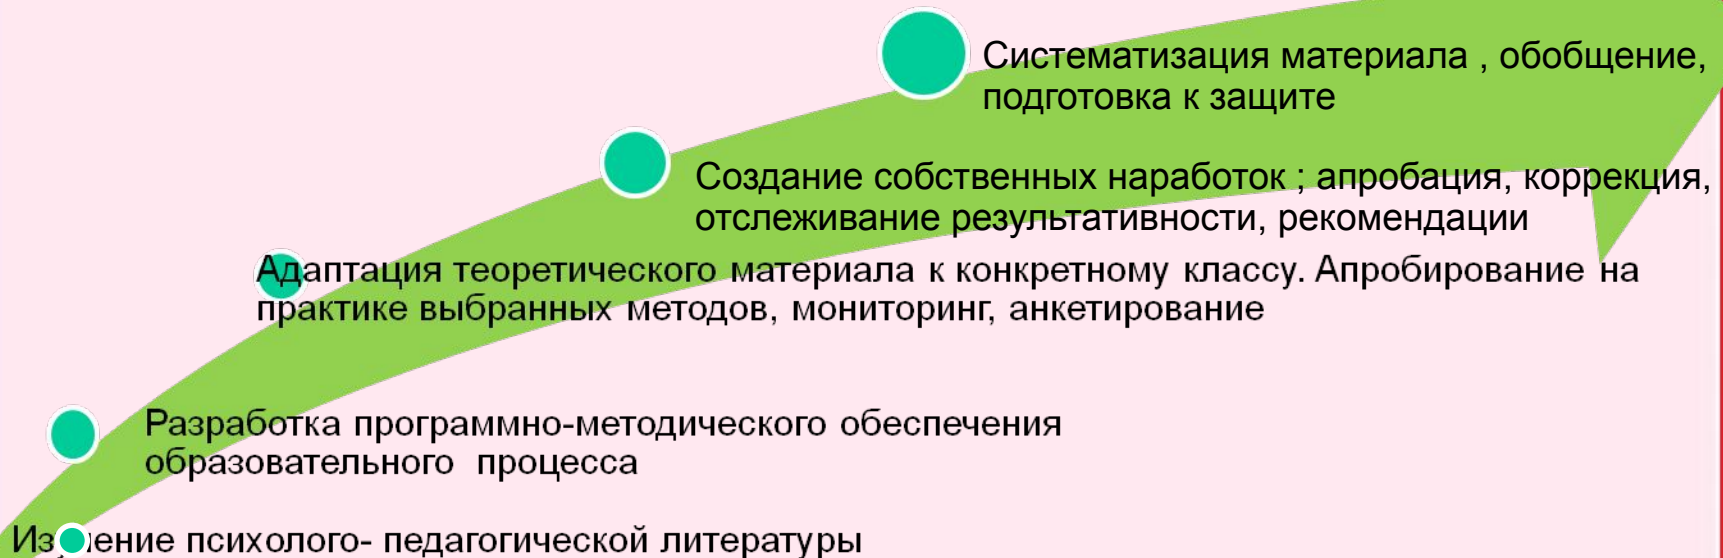 Систематизация материала , обобщение,
подготовка к защите
Создание собственных наработок ; апробация, коррекция,
отслеживание результативности, рекомендации
Адаптация теоретического материала к конкретному классу. Апробирование на
практике выбранных методов, мониторинг, анкетирование
Разработка программно-методического обеспечения
образовательного процесса
Изучение психолого- педагогической литературы